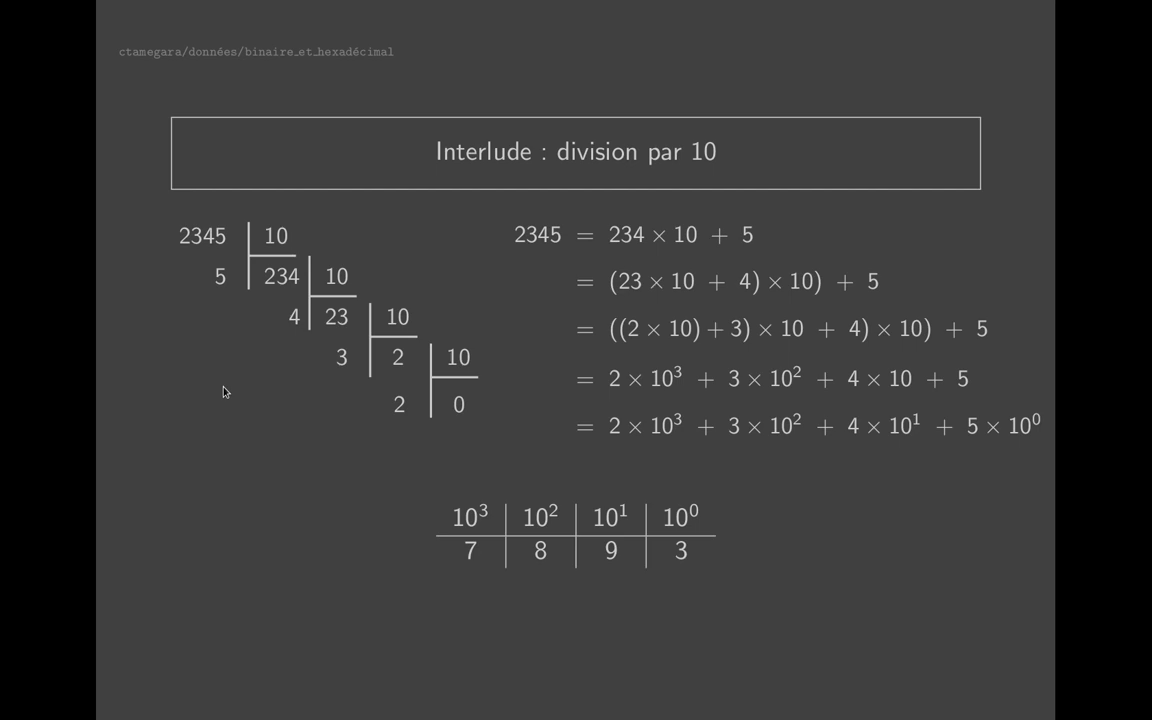 ctamegara/données/binaire_et_hexadécimal
Interlude : division par 10
2345 10
5 234 10
4 23 10
3 2 10
2 0
2345 = 234 × 10 + 5
= (23 × 10 + 4) × 10) + 5
= ((2 × 10) + 3) × 10 + 4) × 10) + 5
= 2 × 10³ + 3 × 10² + 4 × 10 + 5
= 2 × 10³ + 3 × 10² + 4 × 10¹ + 5 × 10⁰
10³ 10² 10¹ 10⁰
7 8 9 3